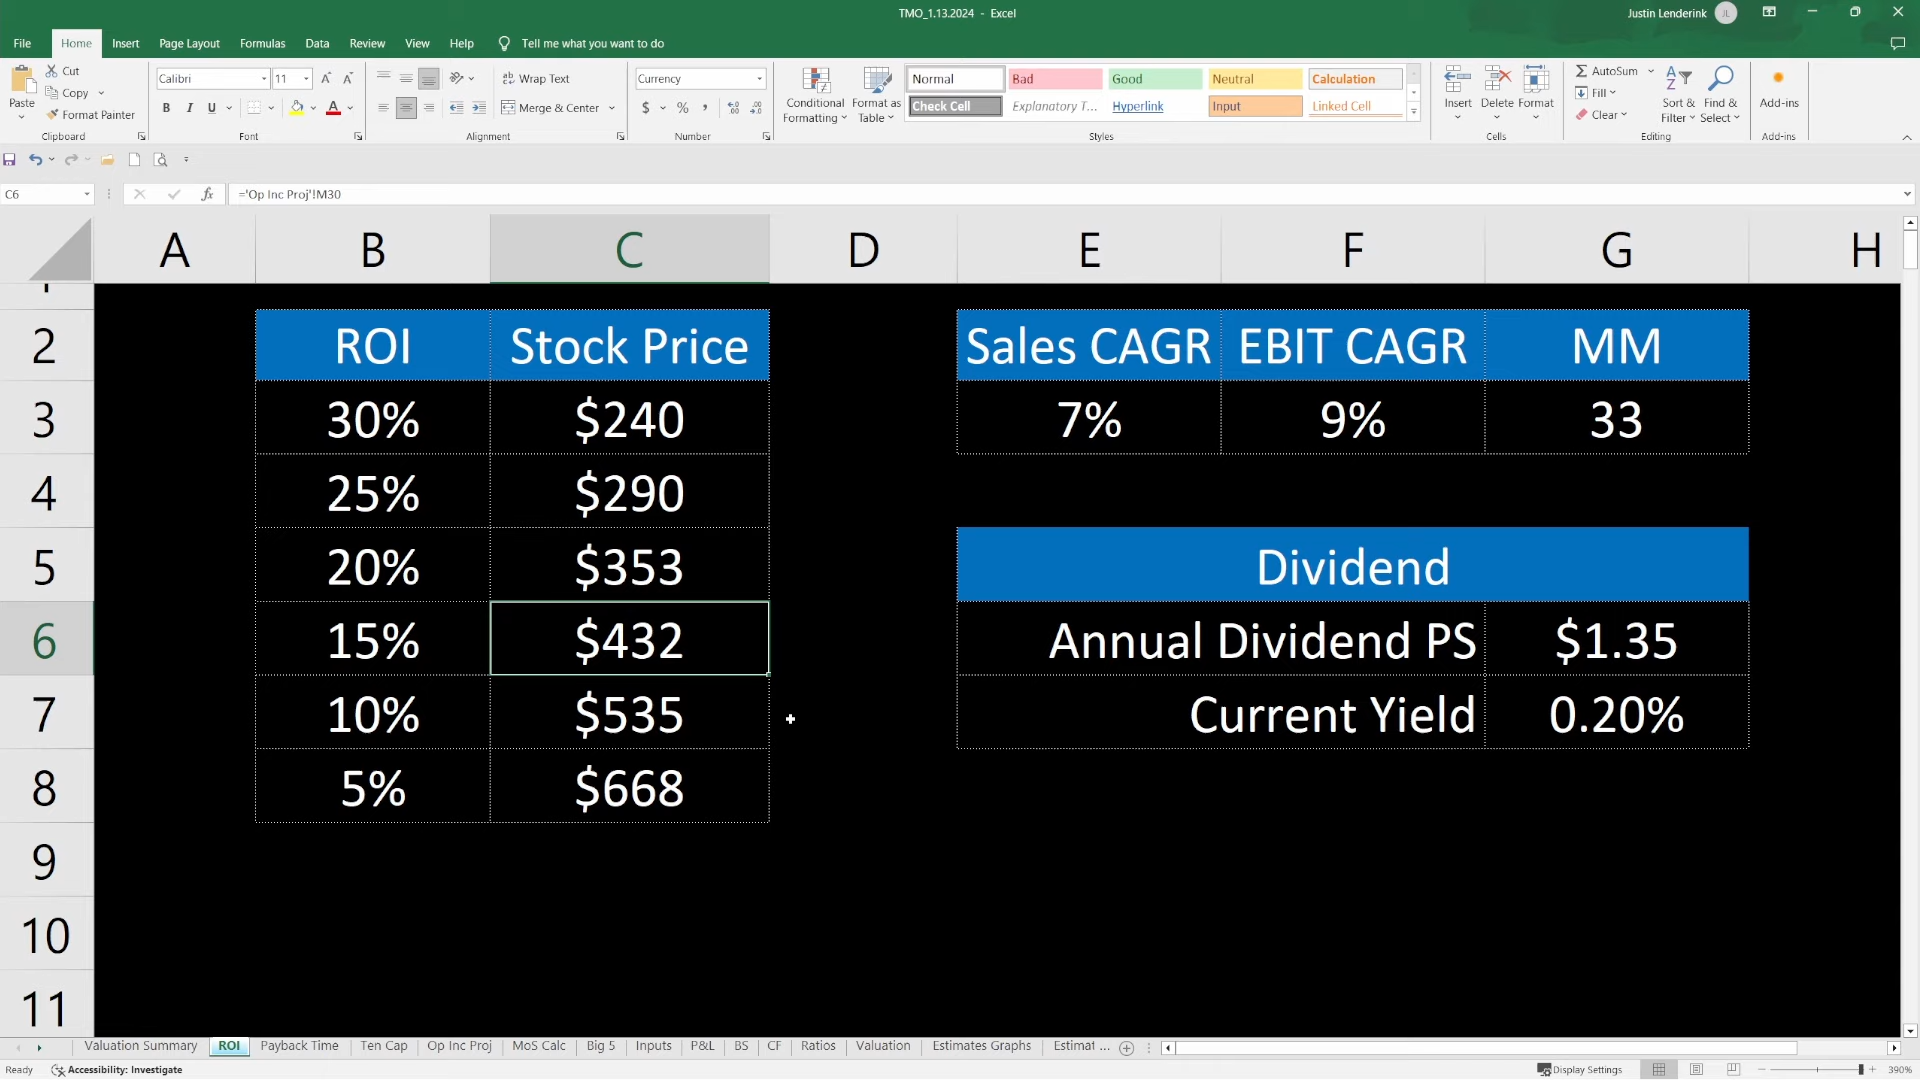 TMO_1.13.2024 - Excel
Justin Lenderink JL
File Home Insert Page Layout Formulas Data Review View Help Tell me what you want to do
Paste
Cut
Copy
Format Painter
Clipboard
Calibri 11
B I U
Font
Wrap Text
Merge & Center
Alignment
Currency
$ % ,
Number
Conditional Formatting
Format as Table
Normal Bad Good Neutral Calculation
Check Cell Explanatory T... Hyperlink Input Linked Cell
Styles
Insert Delete Format
Cells
AutoSum
Fill
Clear
Sort & Filter
Find & Select
Editing
Add-ins
Add-ins
C6 fx ='Op Inc Proj'!M30
A B C D E F G H
2 ROI Stock Price Sales CAGR EBIT CAGR MM
3 30% $240 7% 9% 33
4 25% $290
5 20% $353 Dividend
6 15% $432 Annual Dividend PS $1.35
7 10% $535 Current Yield 0.20%
8 5% $668
9
10
11
Valuation Summary ROI Payback Time Ten Cap Op Inc Proj MoS Calc Big 5 Inputs P&L BS CF Ratios Valuation Estimates Graphs Estimat ...
Ready Accessibility: Investigate Display Settings 390%